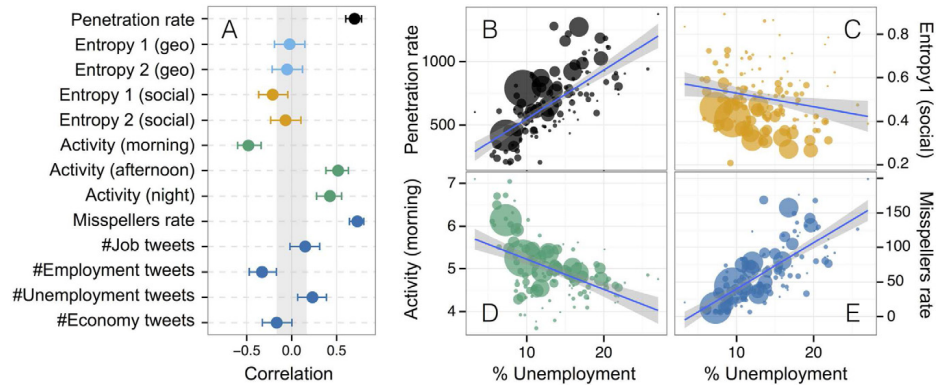 A
Penetration rate
Entropy 1 (geo)
Entropy 2 (geo)
Entropy 1 (social)
Entropy 2 (social)
Activity (morning)
Activity (afternoon)
Activity (night)
Misspellers rate
#Job tweets
#Employment tweets
#Unemployment tweets
#Economy tweets
−0.5 0.0 0.5
Correlation
B
Penetration rate
1000
500
C
Entropy1 (social)
0.8
0.6
0.4
0.2
D
Activity (morning)
7
6
5
4
10 20
% Unemployment
E
Misspellers rate
150
100
50
0
10 20
% Unemployment